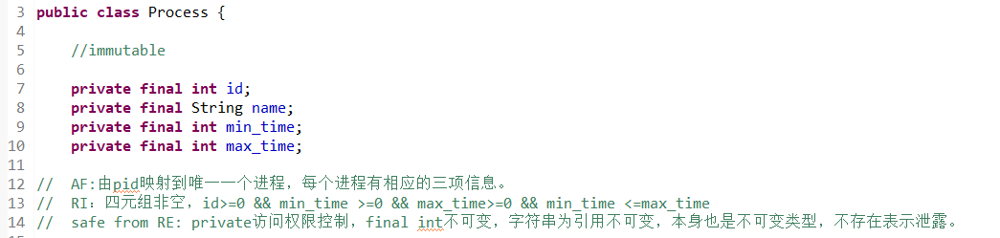 3 public class Process {
4
5 //immutable
6
7 private final int id;
8 private final String name;
9 private final int min_time;
10 private final int max_time;
11
12 // AF:由pid映射到唯一一个进程，每个进程有相应的三项信息。
13 // RI：四元组非空，id>=0 && min_time >=0 && max_time>=0 && min_time <=max_time
14 // safe from RE: private访问权限控制，final int不可变，字符串为引用不可变，本身也是不可变类型，不存在表示泄露。